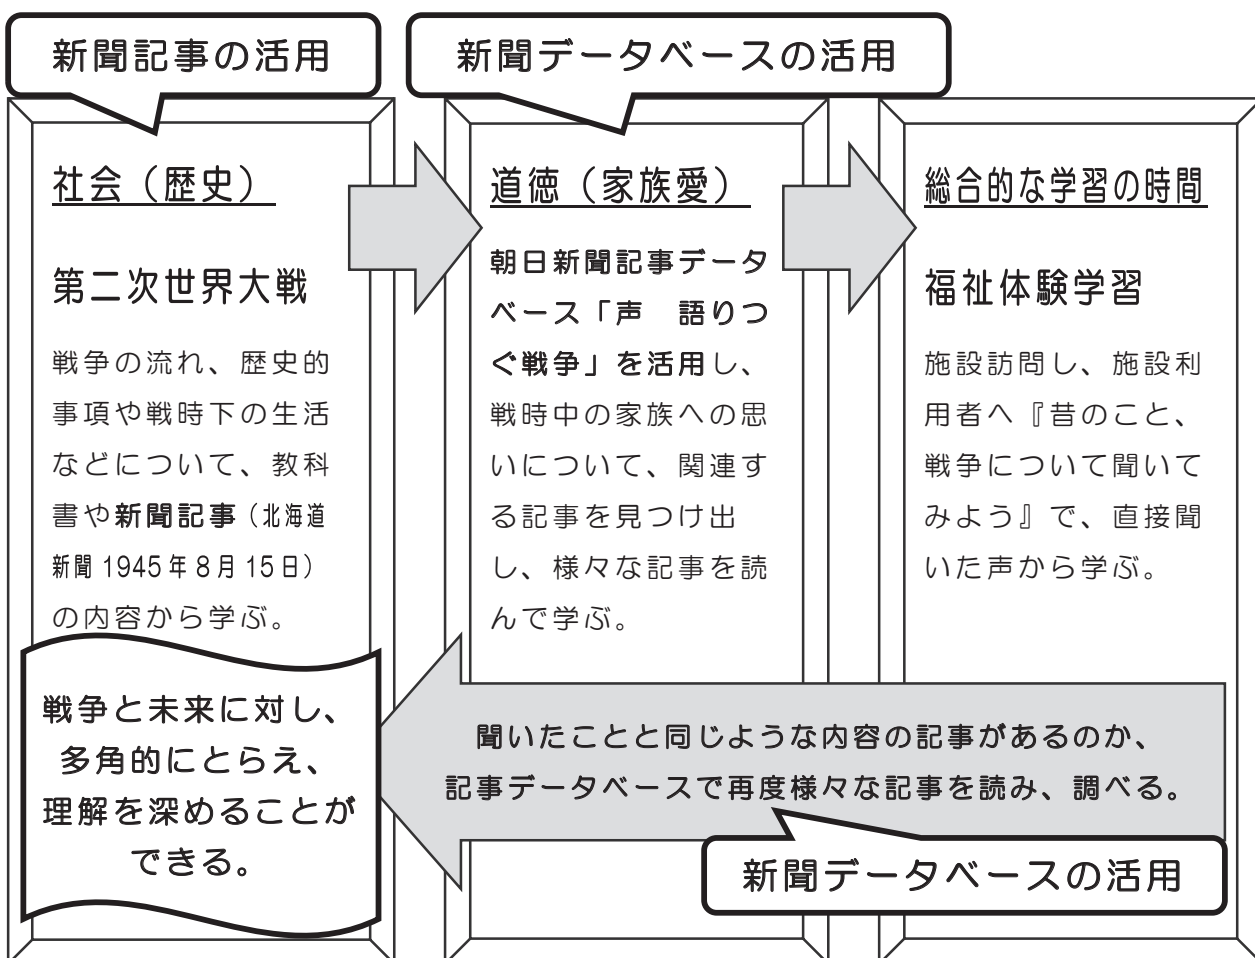 新聞記事の活用
新聞データベースの活用
社会（歴史）
第二次世界大戦
戦争の流れ、歴史的
事項や戦時下の生活
などについて、教科
書や新聞記事（北海道
新聞 1945 年 8 月 15 日）
の内容から学ぶ。
道徳（家族愛）
朝日新聞記事データ
ベース「声　語りつ
ぐ戦争」を活用し、
戦時中の家族への思
いについて、関連す
る記事を見つけ出
し、様々な記事を読
んで学ぶ。
総合的な学習の時間
福祉体験学習
施設訪問し、施設利
用者へ『昔のこと、
戦争について聞いて
みよう』で、直接聞
いた声から学ぶ。
聞いたことと同じような内容の記事があるのか、
記事データベースで再度様々な記事を読み、調べる。
新聞データベースの活用
戦争と未来に対し、
多角的にとらえ、
理解を深めることが
できる。